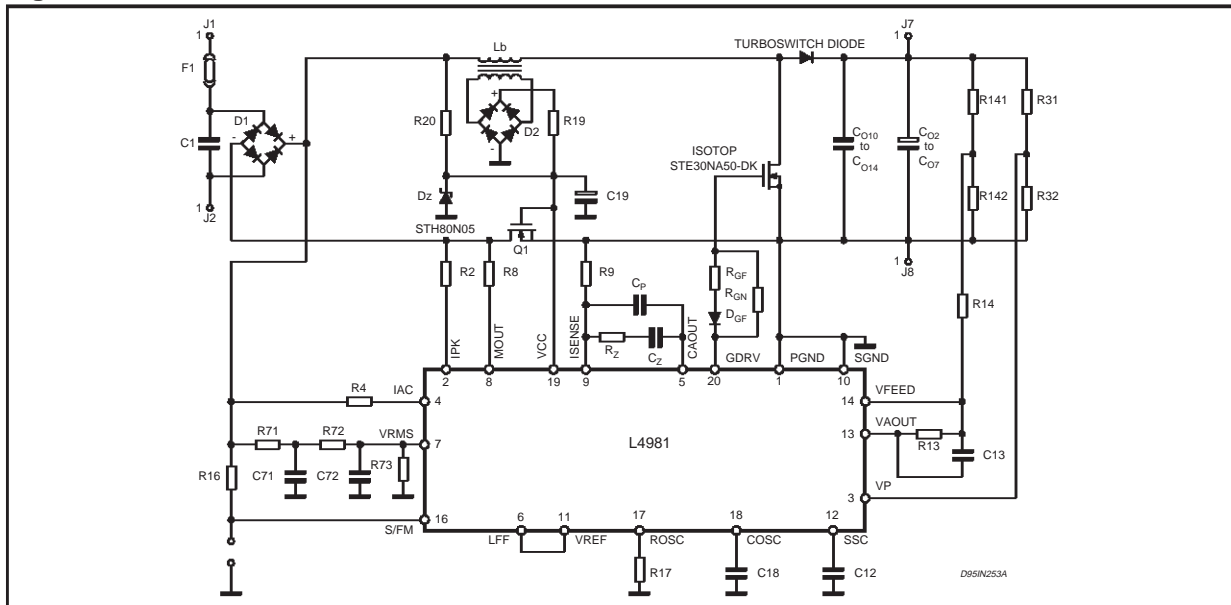 J1
1
F1
C1
1
J2
D1
-
+
Lb
R20
+
-
D2
R19
Dz
C19
STH80N05
Q1
TURBOSWITCH DIODE
J7
1
ISOTOP
STE30NA50-DK
CO10
to
CO14
CO2
to
CO7
R141
R31
R142
R32
1
J8
R2
R8
R9
CP
RZ
CZ
RGF
RGN
DGF
R14
IPK
MOUT
VCC
ISENSE
CAOUT
GDRV
PGND
SGND
2
8
19
9
5
20
1
10
R4
IAC
4
R71
R72
VRMS
7
R73
R16
C71
C72
S/FM
16
L4981
14
VFEED
13
VAOUT
R13
C13
VP
3
6
11
17
18
12
LFF
VREF
ROSC
COSC
SSC
R17
C18
C12
D95IN253A